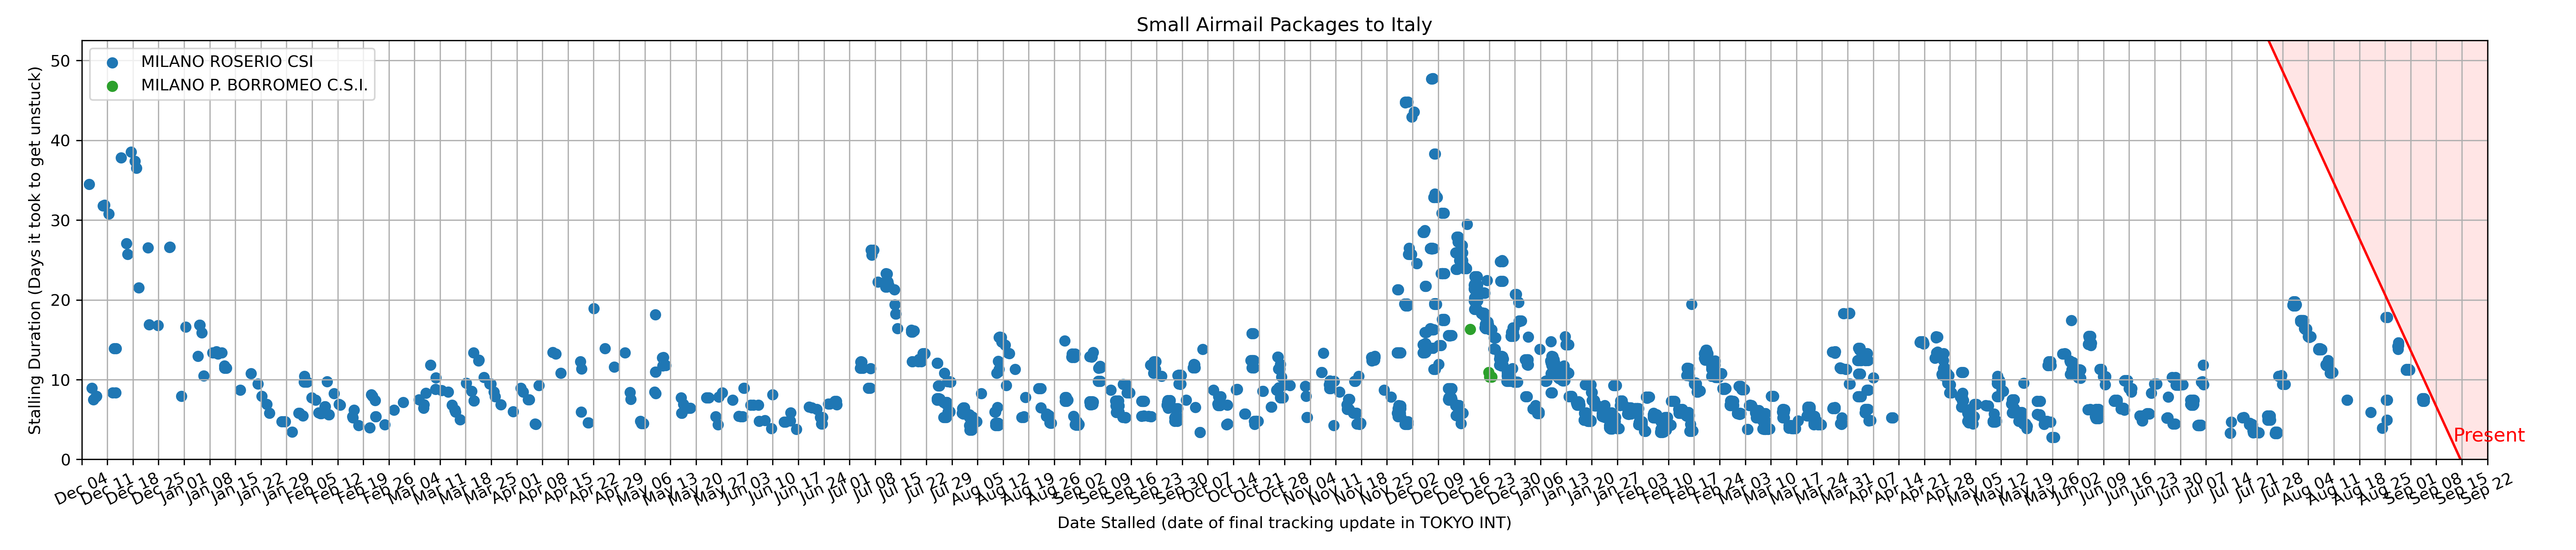 Small Airmail Packages to Italy
MILANO ROSERIO CSI
MILANO P. BORROMEO C.S.I.
Stalling Duration (Days it took to get unstuck)
50
40
30
20
10
0
Present
Dec 04
Dec 11
Dec 18
Dec 25
Jan 01
Jan 08
Jan 15
Jan 22
Jan 29
Feb 05
Feb 12
Feb 19
Feb 26
Mar 04
Mar 11
Mar 18
Mar 25
Apr 01
Apr 08
Apr 15
Apr 22
Apr 29
May 06
May 13
May 20
May 27
Jun 03
Jun 10
Jun 17
Jun 24
Jul 01
Jul 08
Jul 15
Jul 22
Jul 29
Aug 05
Aug 12
Aug 19
Aug 26
Sep 02
Sep 09
Sep 16
Sep 23
Sep 30
Oct 07
Oct 14
Oct 21
Oct 28
Nov 04
Nov 11
Nov 18
Nov 25
Dec 02
Dec 09
Dec 16
Dec 23
Dec 30
Jan 06
Jan 13
Jan 20
Jan 27
Feb 03
Feb 10
Feb 17
Feb 24
Mar 03
Mar 10
Mar 17
Mar 24
Mar 31
Apr 07
Apr 14
Apr 21
Apr 28
May 05
May 12
May 19
May 26
Jun 02
Jun 09
Jun 16
Jun 23
Jun 30
Jul 07
Jul 14
Jul 21
Jul 28
Aug 04
Aug 11
Aug 18
Aug 25
Sep 01
Sep 08
Sep 15
Sep 22
Date Stalled (date of final tracking update in TOKYO INT)